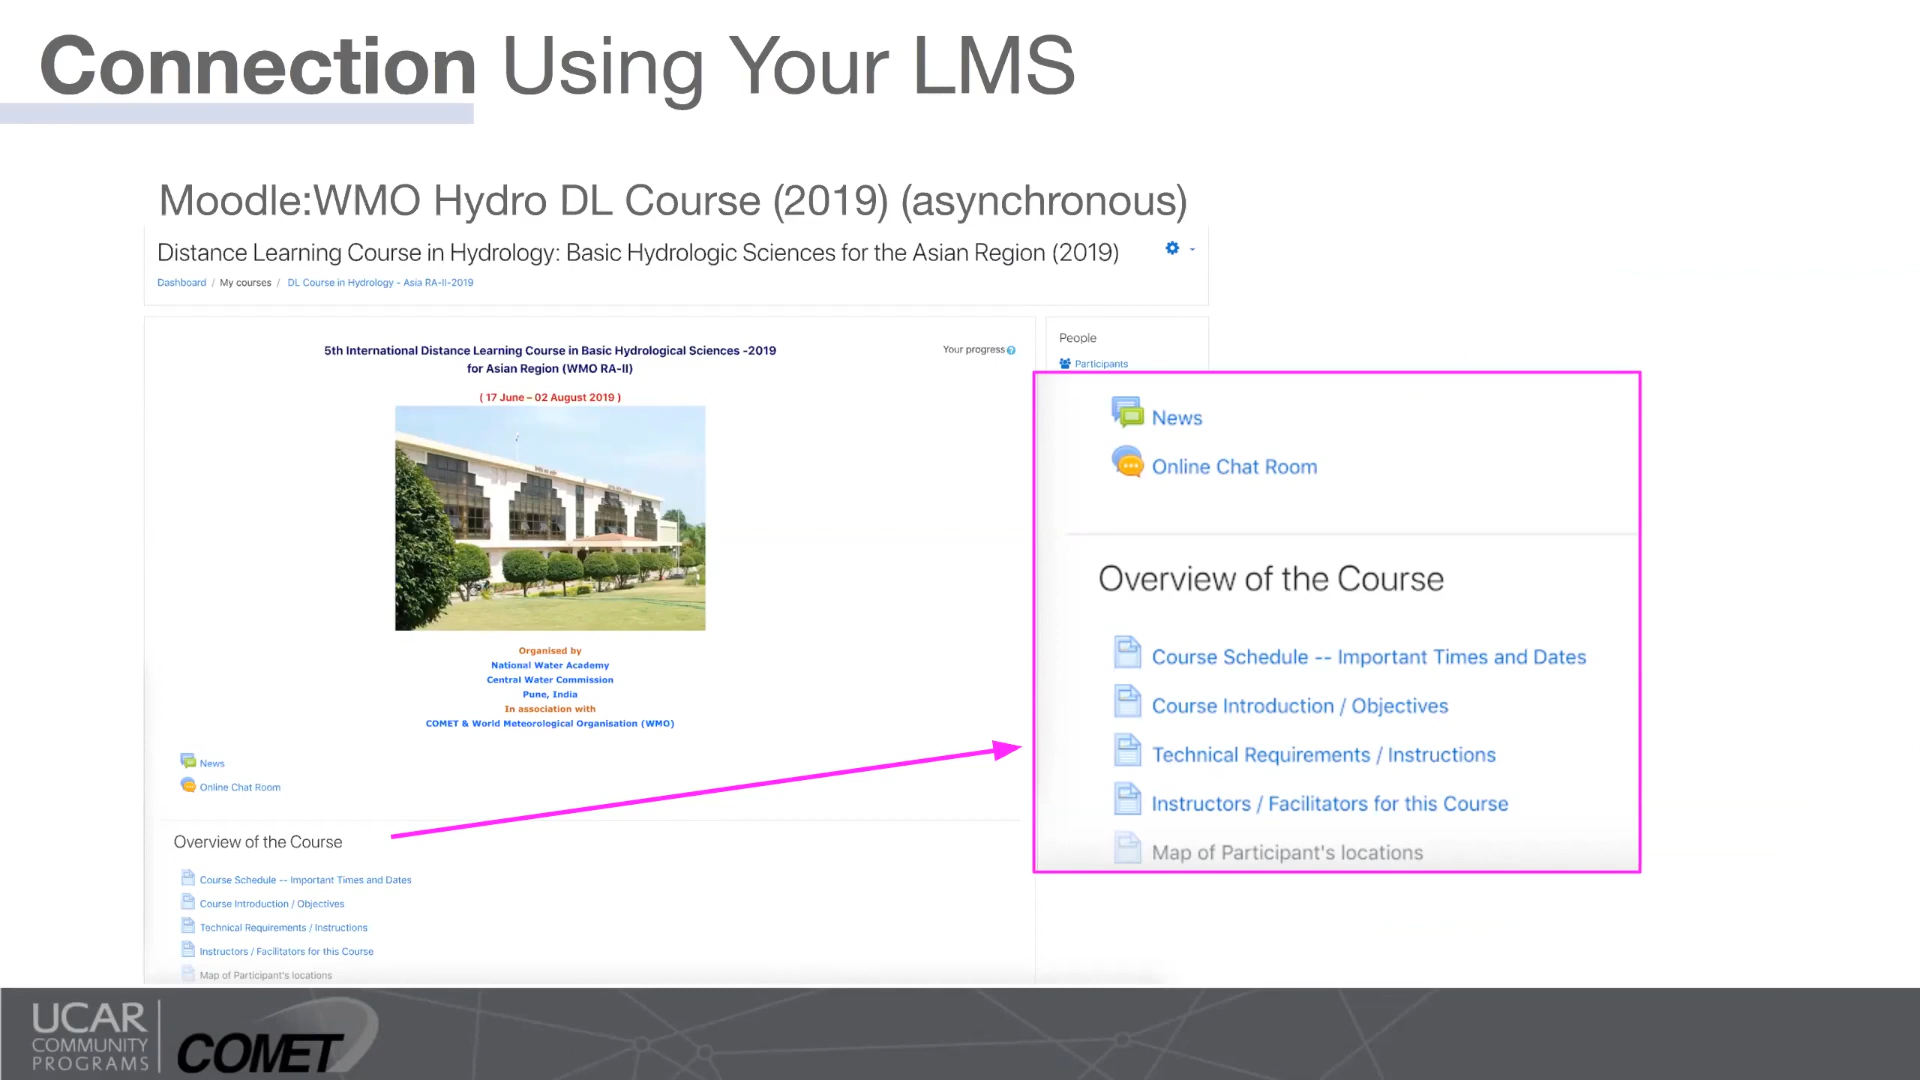 Connection Using Your LMS
Moodle:WMO Hydro DL Course (2019) (asynchronous)
Distance Learning Course in Hydrology: Basic Hydrologic Sciences for the Asian Region (2019)
Dashboard / My courses / DL Course in Hydrology - Asia RA-II-2019
5th International Distance Learning Course in Basic Hydrological Sciences -2019
for Asian Region (WMO RA-II)
( 17 June – 02 August 2019 )
Your progress
Organised by
National Water Academy
Central Water Commission
Pune, India
In association with
COMET & World Meteorological Organisation (WMO)
News
Online Chat Room
Overview of the Course
Course Schedule -- Important Times and Dates
Course Introduction / Objectives
Technical Requirements / Instructions
Instructors / Facilitators for this Course
Map of Participant's locations
People
Participants
News
Online Chat Room
Overview of the Course
Course Schedule -- Important Times and Dates
Course Introduction / Objectives
Technical Requirements / Instructions
Instructors / Facilitators for this Course
Map of Participant's locations
UCAR
COMMUNITY
PROGRAMS
COMET